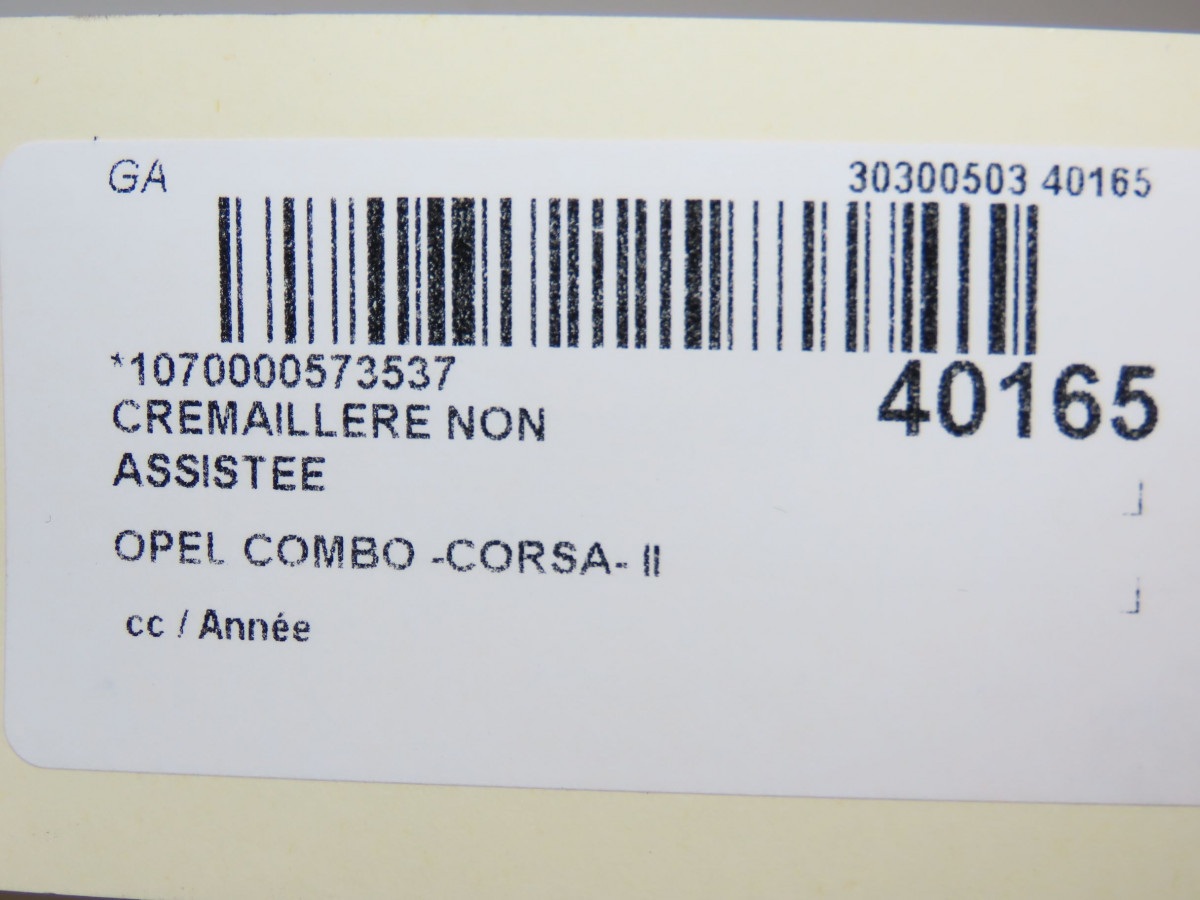 GA
30300503 40165
*1070000573537
40165
CREMAILLERE NON
ASSISTEE
OPEL COMBO -CORSA- II
cc / Année